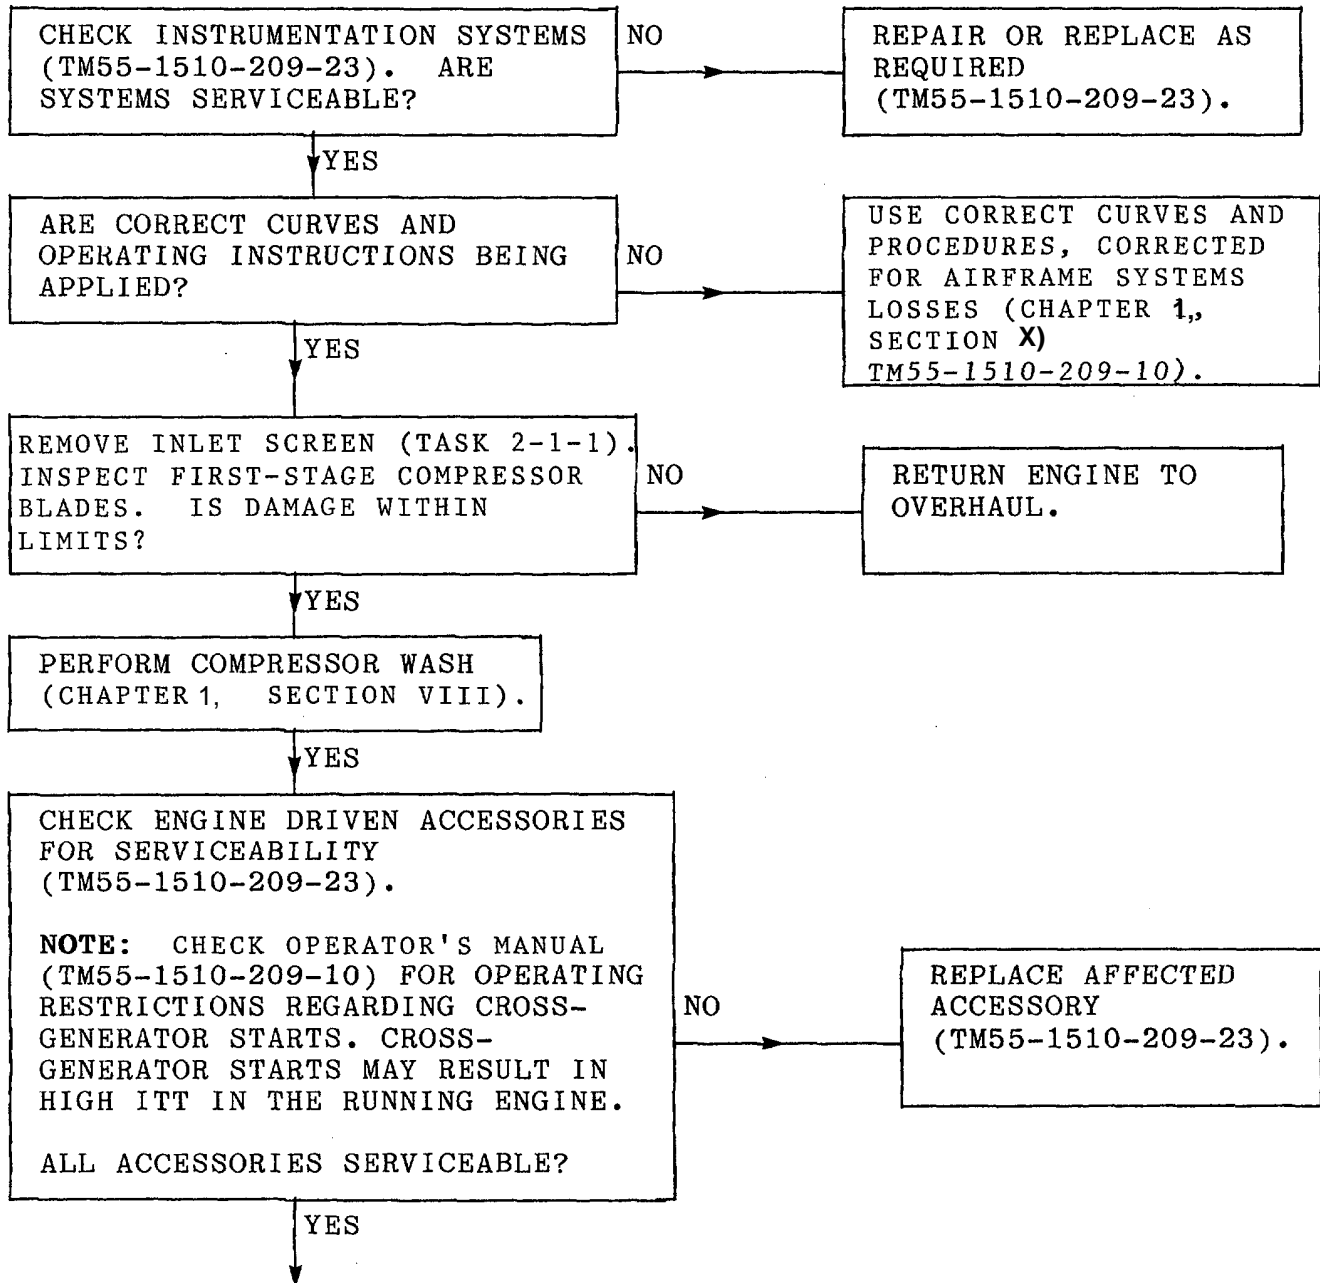 CHECK INSTRUMENTATION SYSTEMS
(TM55-1510-209-23). ARE
SYSTEMS SERVICEABLE?
NO
REPAIR OR REPLACE AS
REQUIRED
(TM55-1510-209-23).
YES
ARE CORRECT CURVES AND
OPERATING INSTRUCTIONS BEING
APPLIED?
NO
USE CORRECT CURVES AND
PROCEDURES, CORRECTED
FOR AIRFRAME SYSTEMS
LOSSES (CHAPTER 1,,
SECTION X)
TM55-1510-209-10).
YES
REMOVE INLET SCREEN (TASK 2-1-1).
INSPECT FIRST-STAGE COMPRESSOR
BLADES. IS DAMAGE WITHIN
LIMITS?
NO
RETURN ENGINE TO
OVERHAUL.
YES
PERFORM COMPRESSOR WASH
(CHAPTER 1, SECTION VIII).
YES
CHECK ENGINE DRIVEN ACCESSORIES
FOR SERVICEABILITY
(TM55-1510-209-23).
NOTE: CHECK OPERATOR'S MANUAL
(TM55-1510-209-10) FOR OPERATING
RESTRICTIONS REGARDING CROSS-
GENERATOR STARTS. CROSS-
GENERATOR STARTS MAY RESULT IN
HIGH ITT IN THE RUNNING ENGINE.
ALL ACCESSORIES SERVICEABLE?
NO
REPLACE AFFECTED
ACCESSORY
(TM55-1510-209-23).
YES